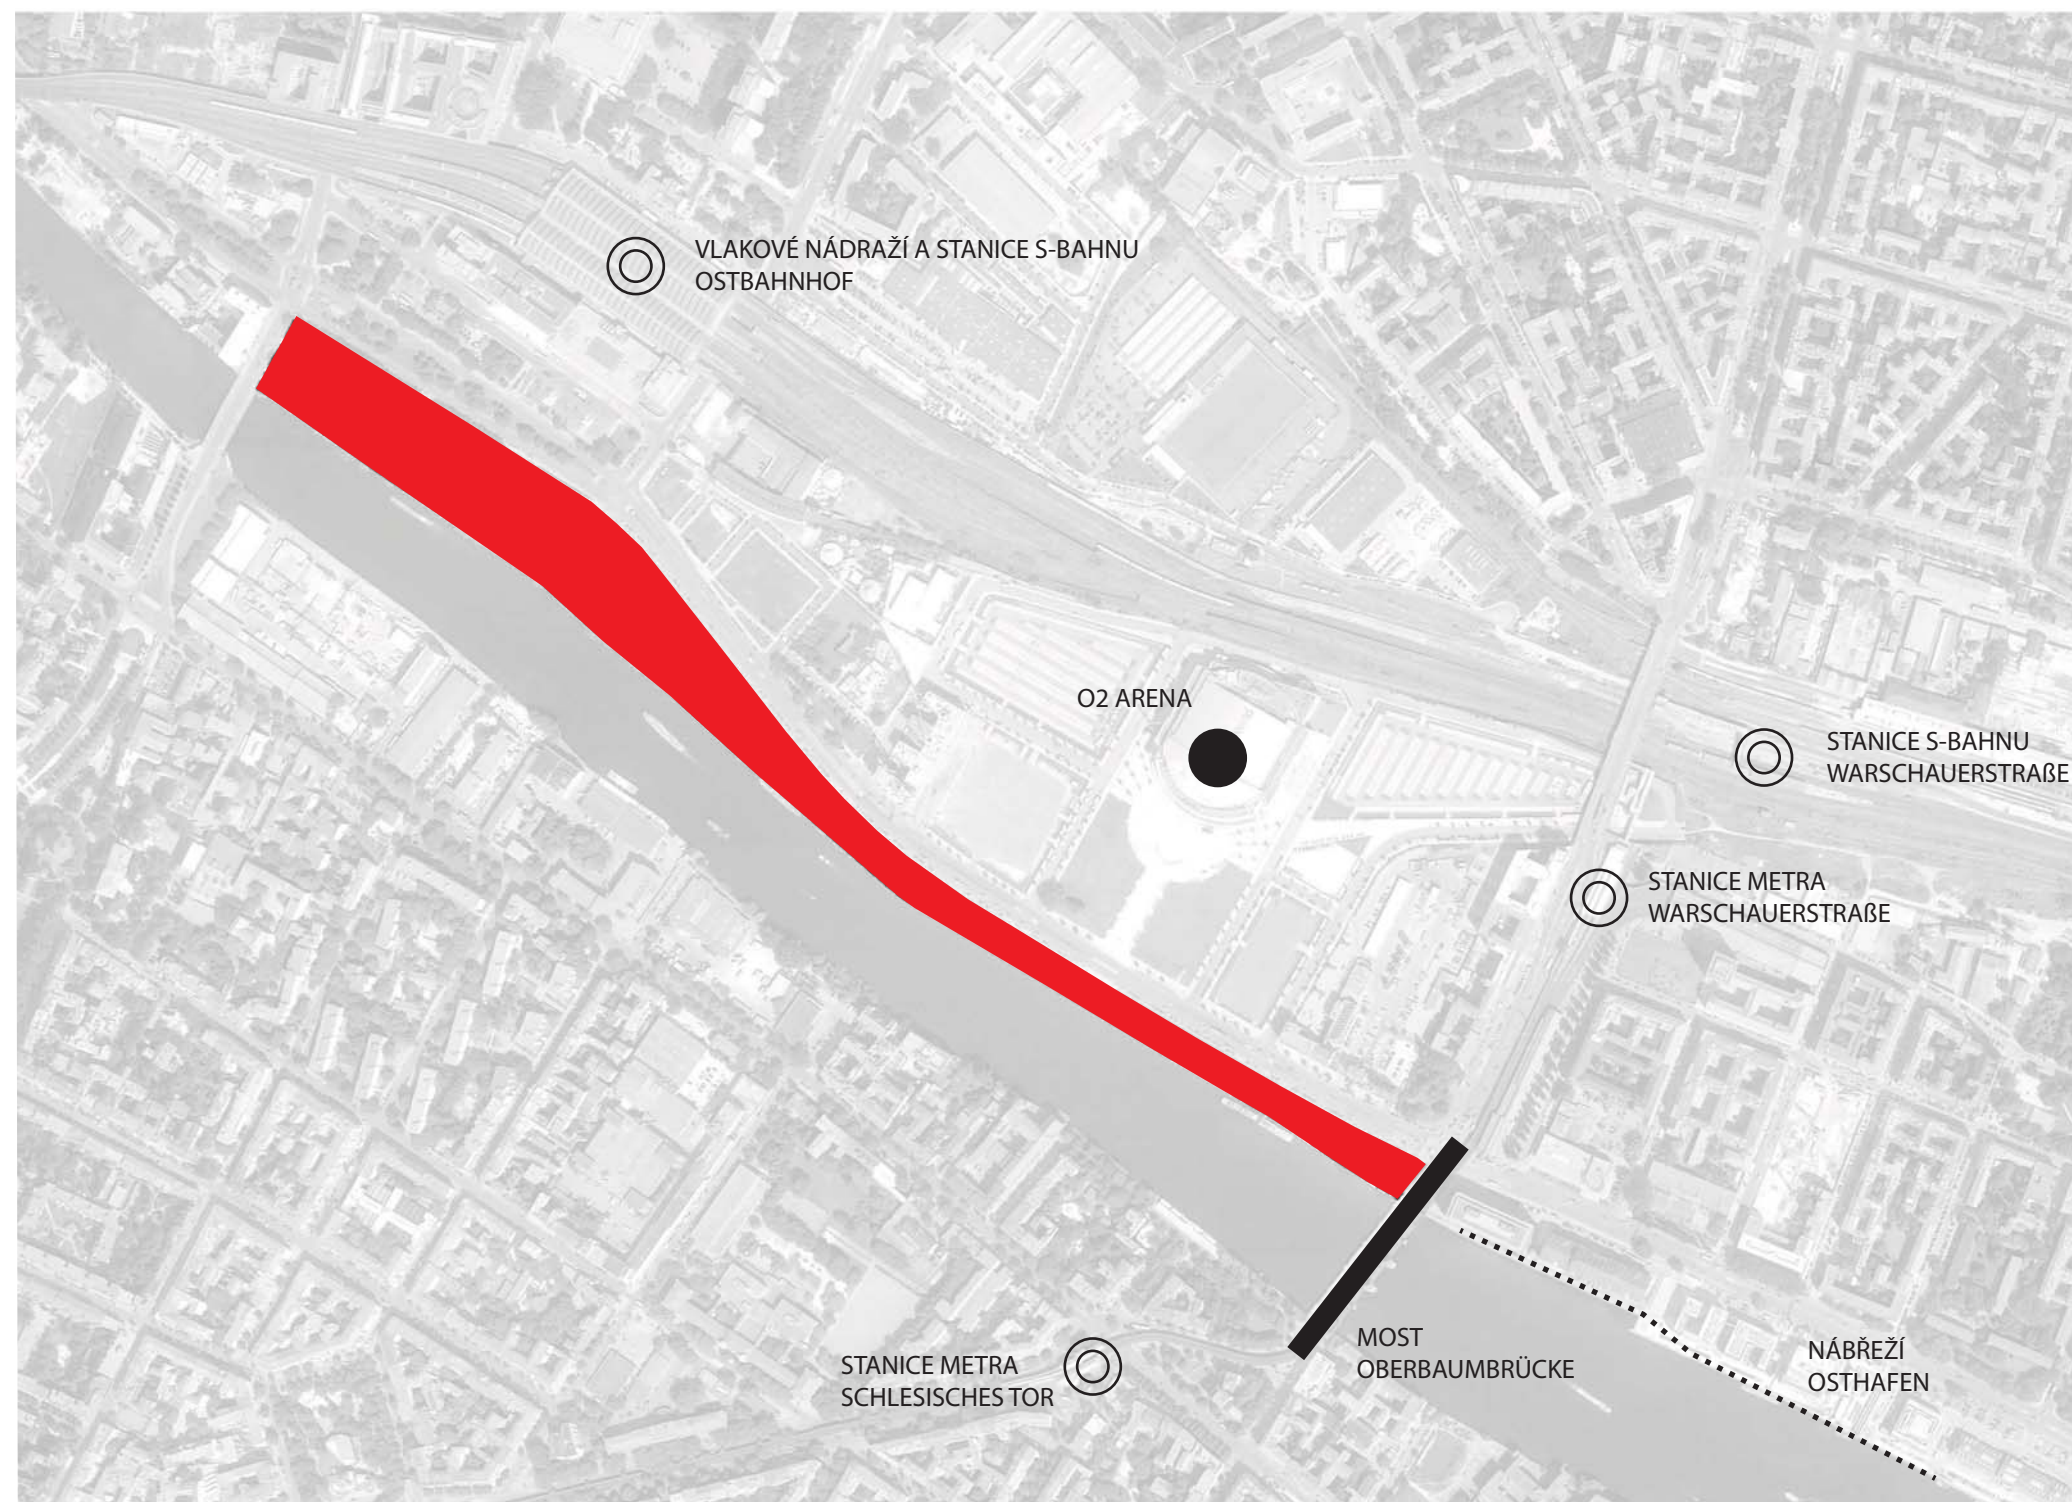 VLAKOVÉ NÁDRAŽÍ A STANICE S-BAHNU
OSTBAHNHOF
O2 ARENA
STANICE S-BAHNU
WARSCHAUERSTRAßE
STANICE METRA
WARSCHAUERSTRAßE
MOST
OBERBAUMBRÜCKE
NÁBŘEŽÍ
OSTHAFEN
STANICE METRA
SCHLESISCHES TOR